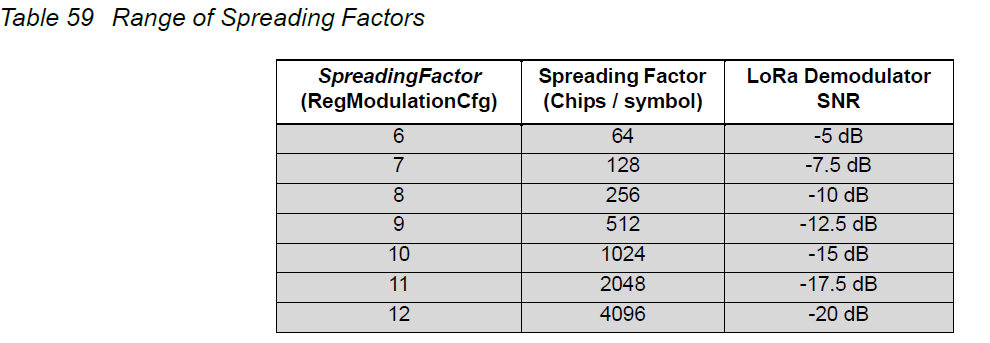 Table 59 Range of Spreading Factors
SpreadingFactor (RegModulationCfg) Spreading Factor (Chips / symbol) LoRa Demodulator SNR
6 64 -5 dB
7 128 -7.5 dB
8 256 -10 dB
9 512 -12.5 dB
10 1024 -15 dB
11 2048 -17.5 dB
12 4096 -20 dB